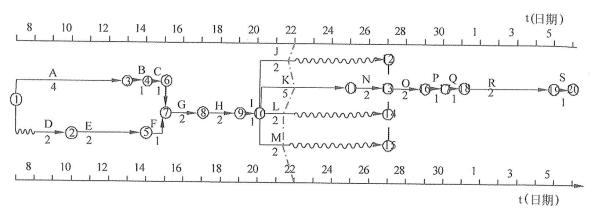 t(日期)
8 10 12 14 16 18 20 22 24 26 28 30 1 3 5
J
2 12
A B C K N O P Q R S
4 3 1 4 1 6 5 11 2 13 2 16 1 17 1 18 2 19 1 20
1 7 G 8 H 9 I 10 L
2 2 1 2 14
D 2 E 5 F M
2 2 1 2 15
8 10 12 14 16 18 20 22 24 26 28 30 1 3 5
t(日期)